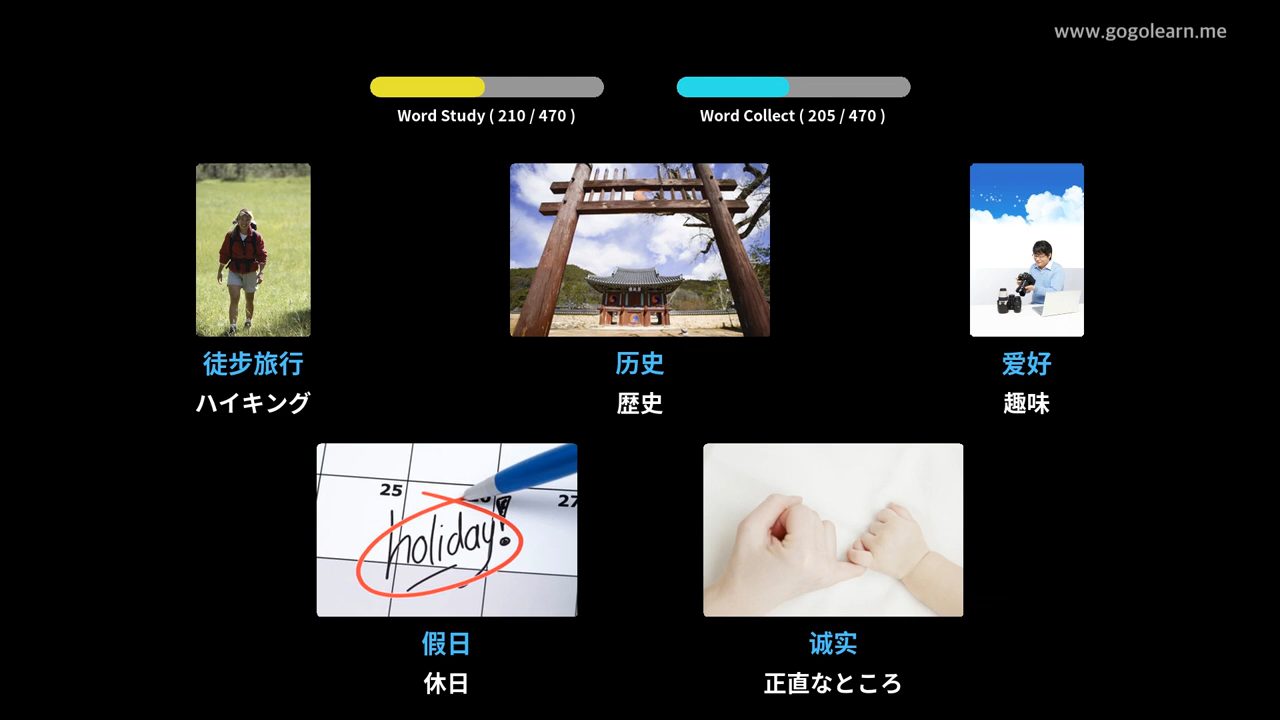 www.gogolearn.me
Word Study ( 210 / 470 )
Word Collect ( 205 / 470 )
徒步旅行
ハイキング
历史
歴史
爱好
趣味
25
27
holiday!
假日
休日
诚实
正直なところ